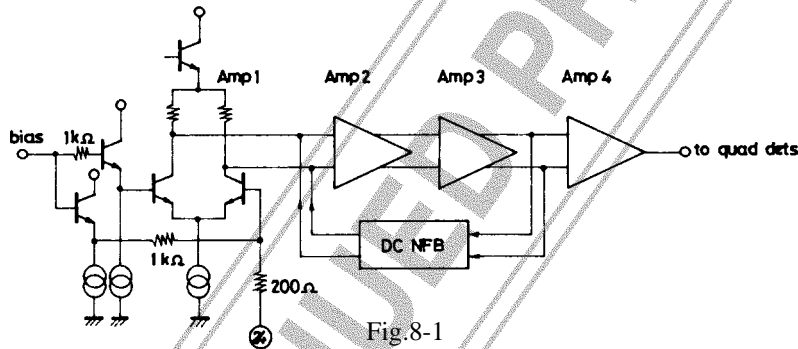 Amp 1
Amp 2
Amp 3
Amp 4
bias
1kΩ
to quad dets
DC NFB
1kΩ
200Ω
Fig.8-1